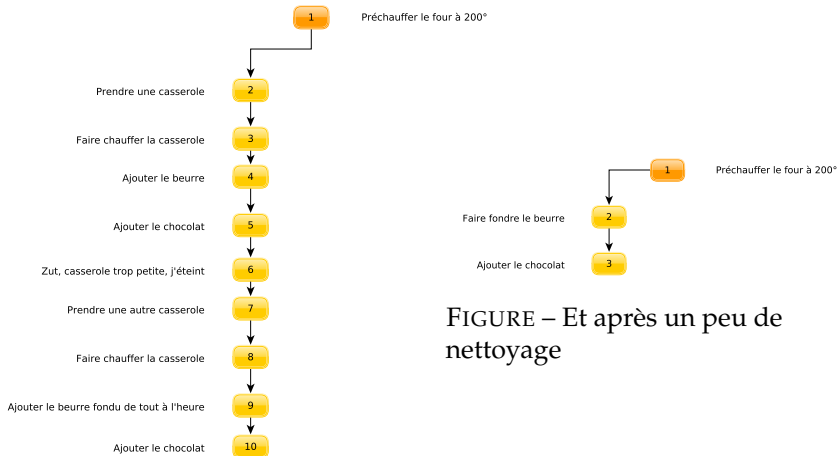 1 Préchauffer le four à 200°
Prendre une casserole 2
Faire chauffer la casserole 3
Ajouter le beurre 4
Ajouter le chocolat 5
Zut, casserole trop petite, j'éteint 6
Prendre une autre casserole 7
Faire chauffer la casserole 8
Ajouter le beurre fondu de tout à l'heure 9
Ajouter le chocolat 10
1 Préchauffer le four à 200°
Faire fondre le beurre 2
Ajouter le chocolat 3
FIGURE – Et après un peu de
nettoyage